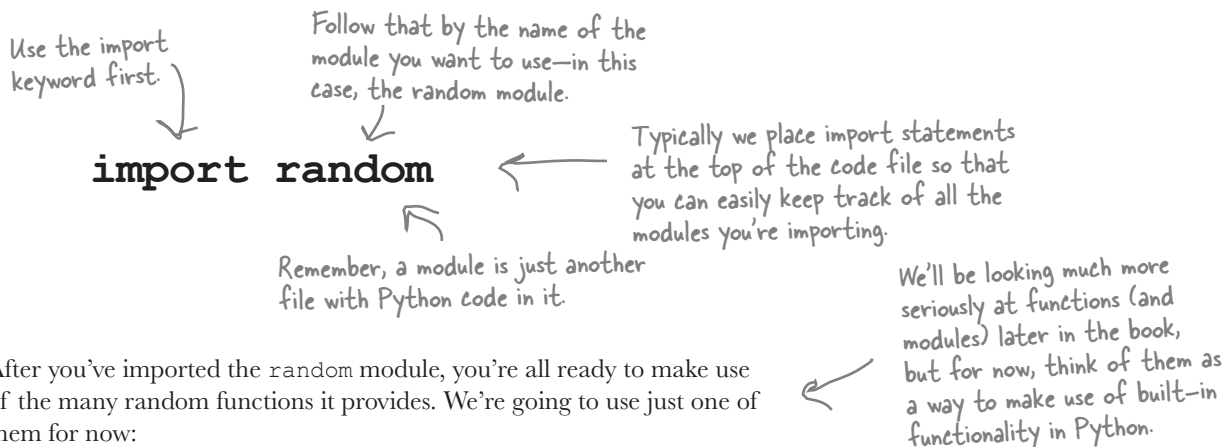 Use the import
keyword first.
Follow that by the name of the
module you want to use—in this
case, the random module.
import random
Typically we place import statements
at the top of the code file so that
you can easily keep track of all the
modules you're importing.
Remember, a module is just another
file with Python code in it.
We'll be looking much more
seriously at functions (and
modules) later in the book,
but for now, think of them as
a way to make use of built-in
functionality in Python.
After you've imported the random module, you're all ready to make use
of the many random functions it provides. We're going to use just one of
them for now: